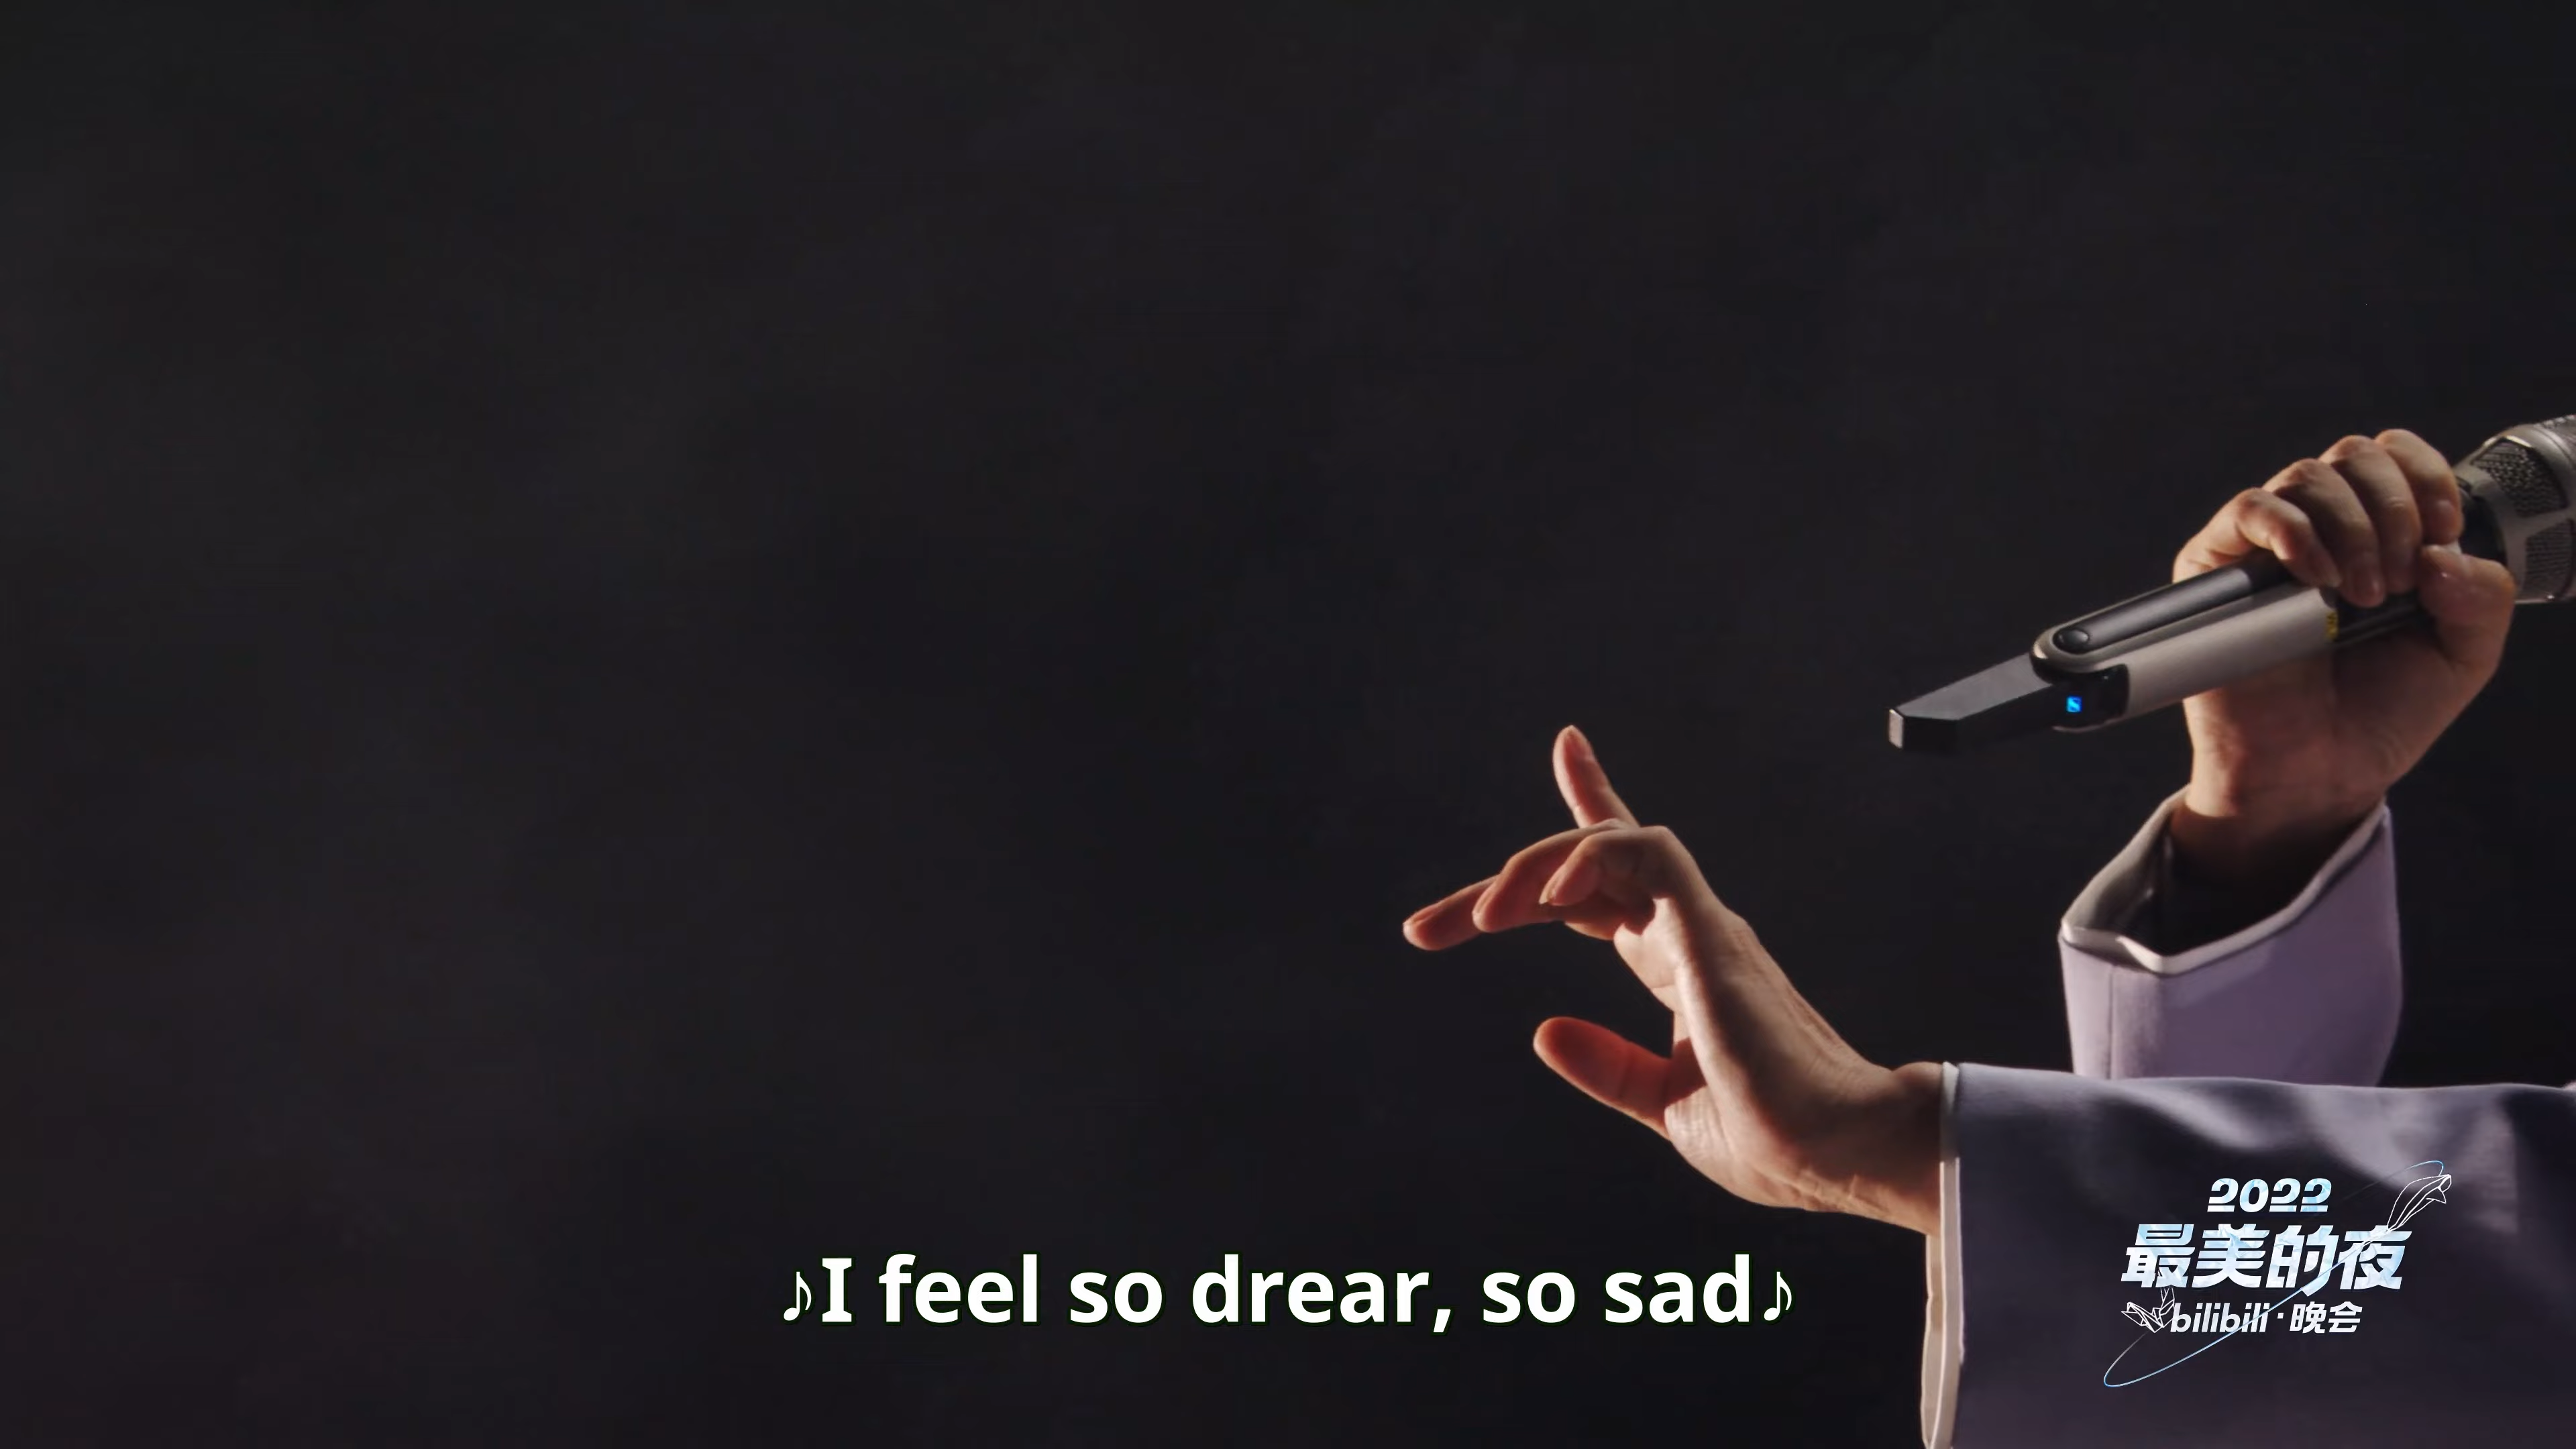 ♪I feel so drear, so sad♪
2022
最美的夜
bilibili·晚会